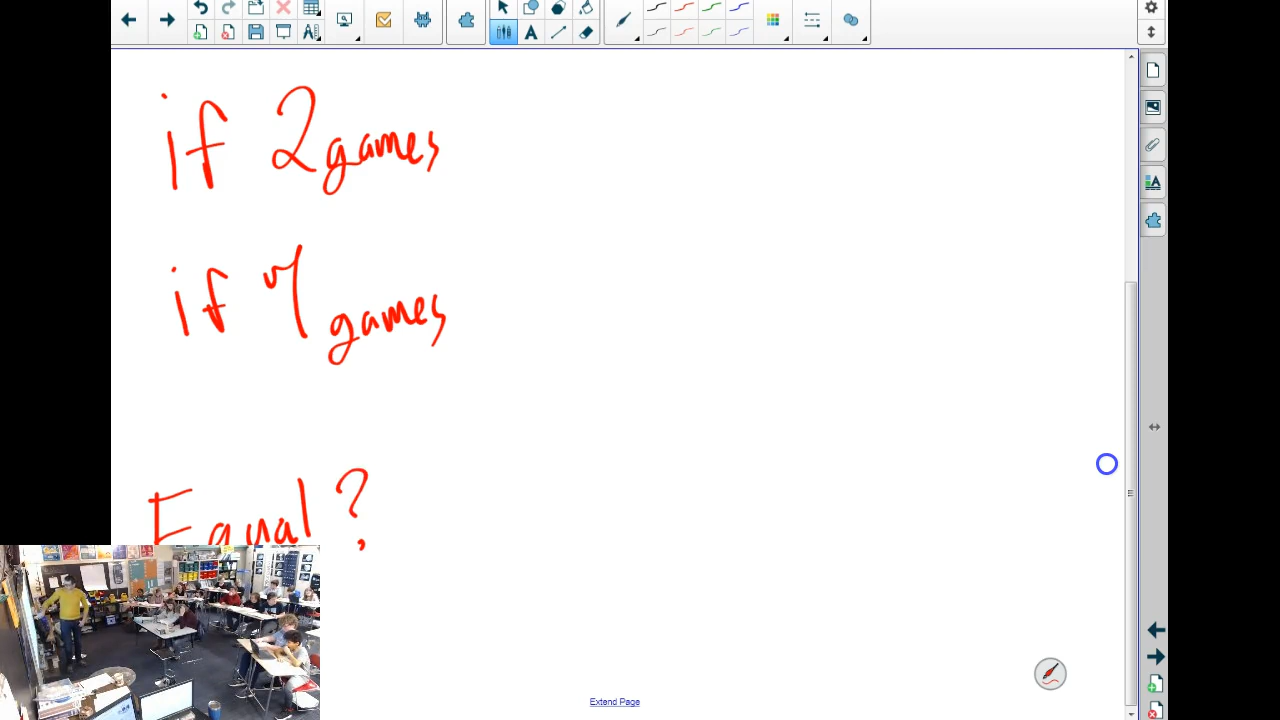 if 2 games
if 7 games
Equal ?
Extend Page